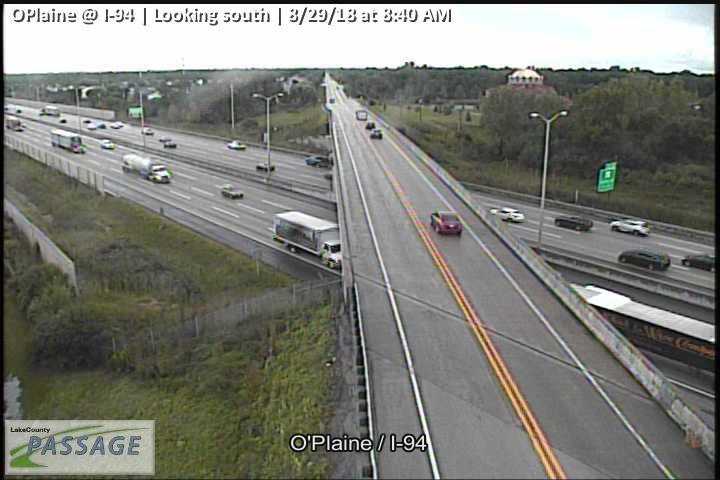 OPlaine @ I-94 | Looking south | 8/29/18 at 8:40 AM
O'Plaine / I-94
LakeCounty
PASSAGE